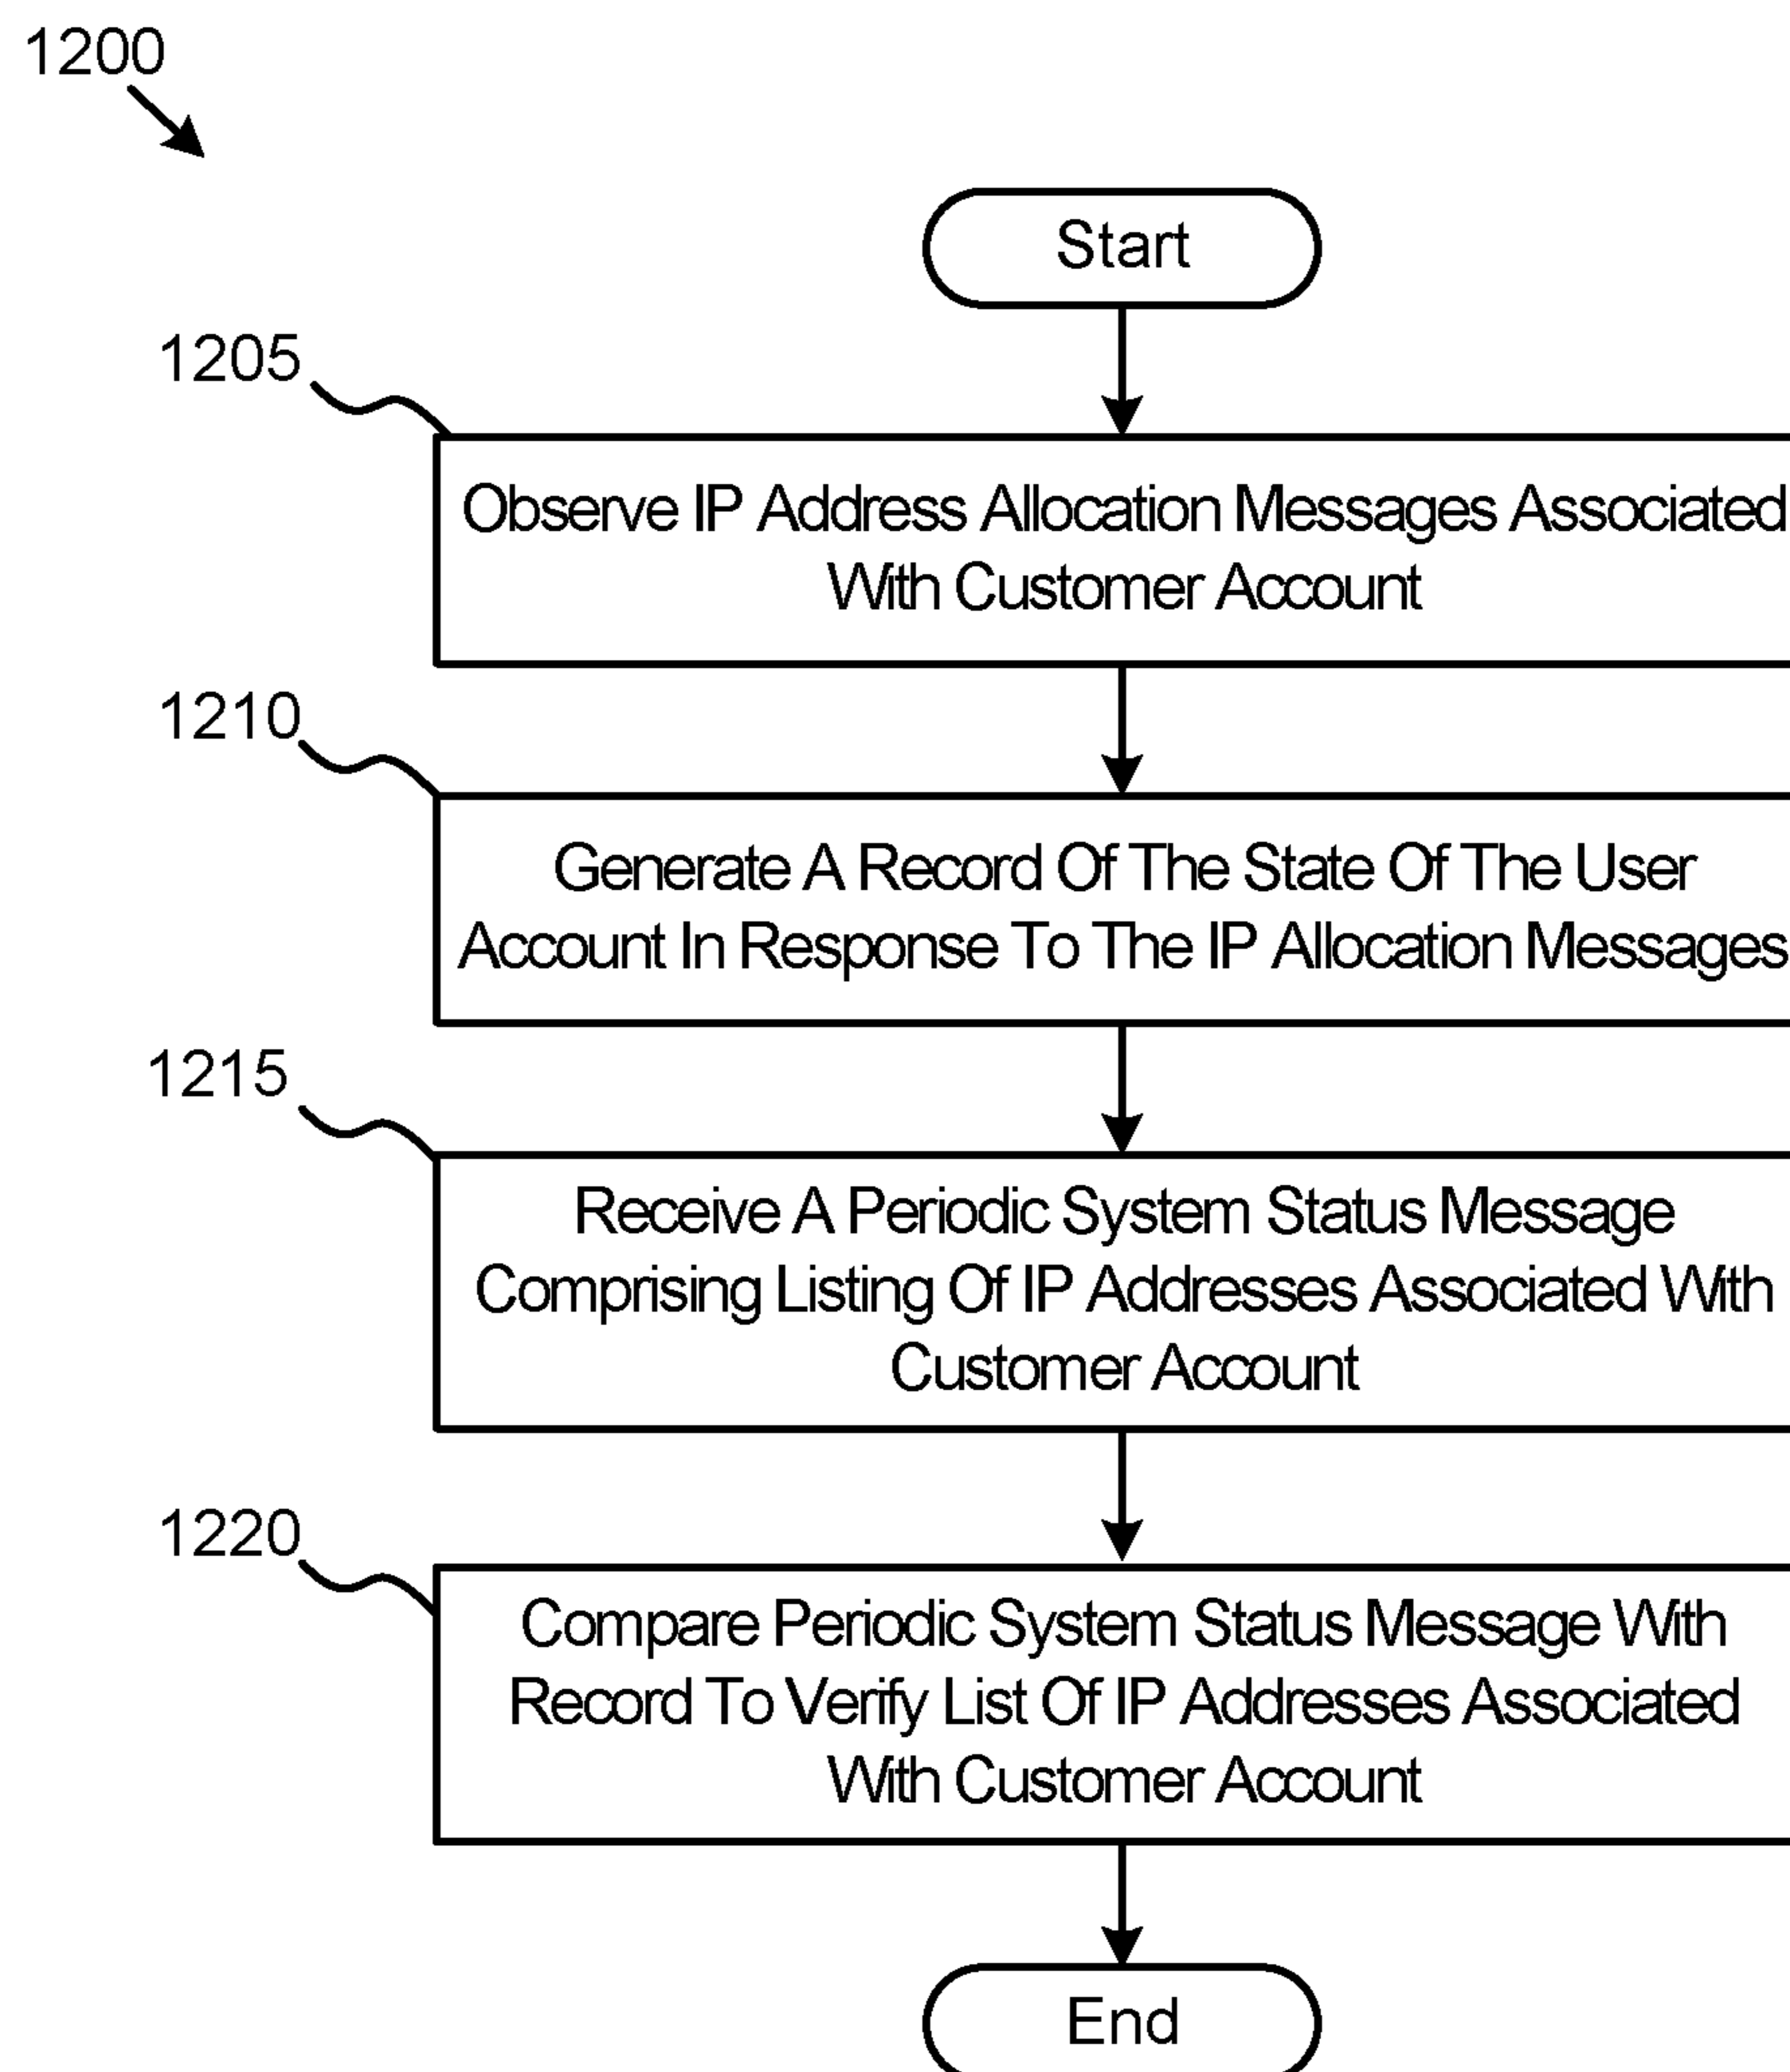 1200
Start
1205
Observe IP Address Allocation Messages Associated
With Customer Account
1210
Generate A Record Of The State Of The User
Account In Response To The IP Allocation Messages
1215
Receive A Periodic System Status Message
Comprising Listing Of IP Addresses Associated With
Customer Account
1220
Compare Periodic System Status Message With
Record To Verify List Of IP Addresses Associated
With Customer Account
End